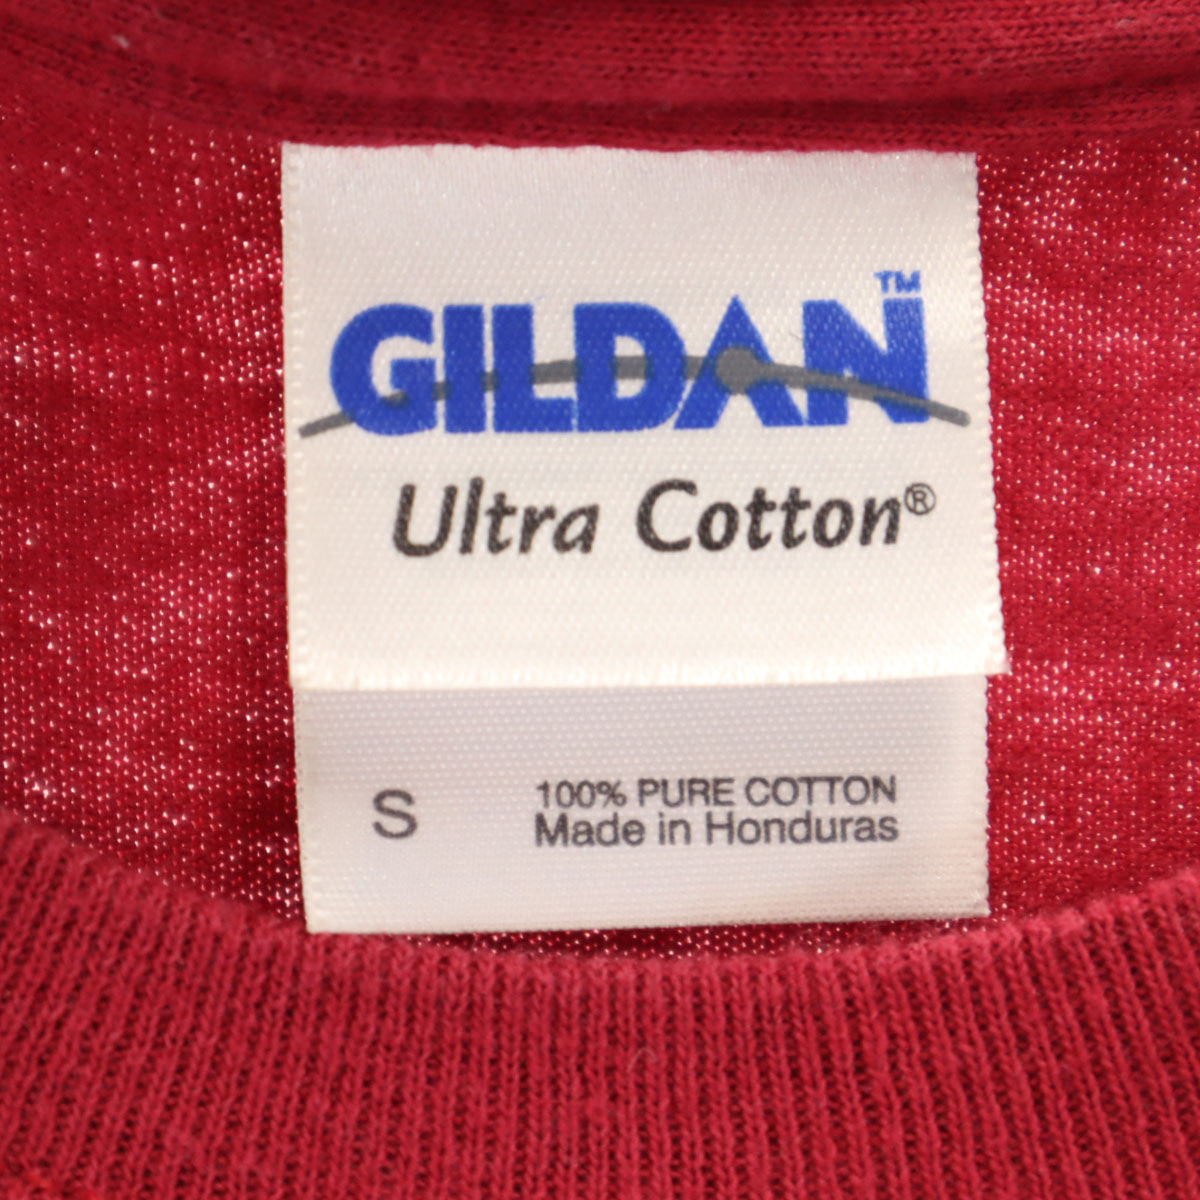 GILDAN™
Ultra Cotton®
S
100% PURE COTTON
Made in Honduras